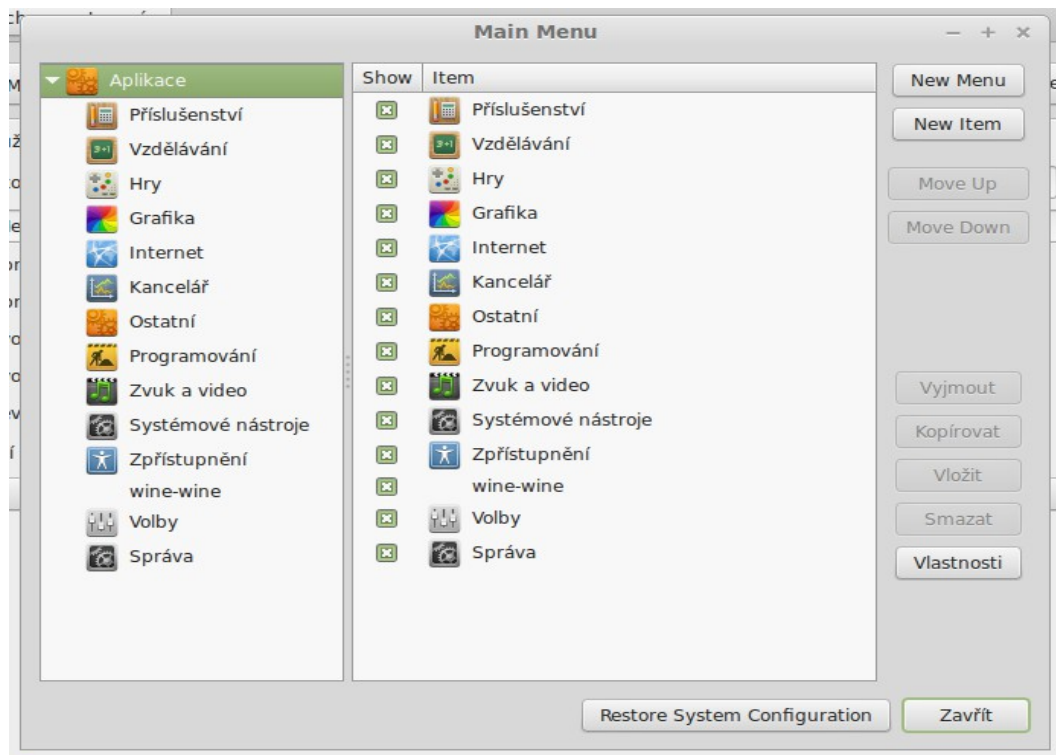 Main Menu
Aplikace
Příslušenství
Vzdělávání
Hry
Grafika
Internet
Kancelář
Ostatní
Programování
Zvuk a video
Systémové nástroje
Zpřístupnění
wine-wine
Volby
Správa
Show Item
Příslušenství
Vzdělávání
Hry
Grafika
Internet
Kancelář
Ostatní
Programování
Zvuk a video
Systémové nástroje
Zpřístupnění
wine-wine
Volby
Správa
New Menu
New Item
Move Up
Move Down
Vyjmout
Kopírovat
Vložit
Smazat
Vlastnosti
Restore System Configuration
Zavřít